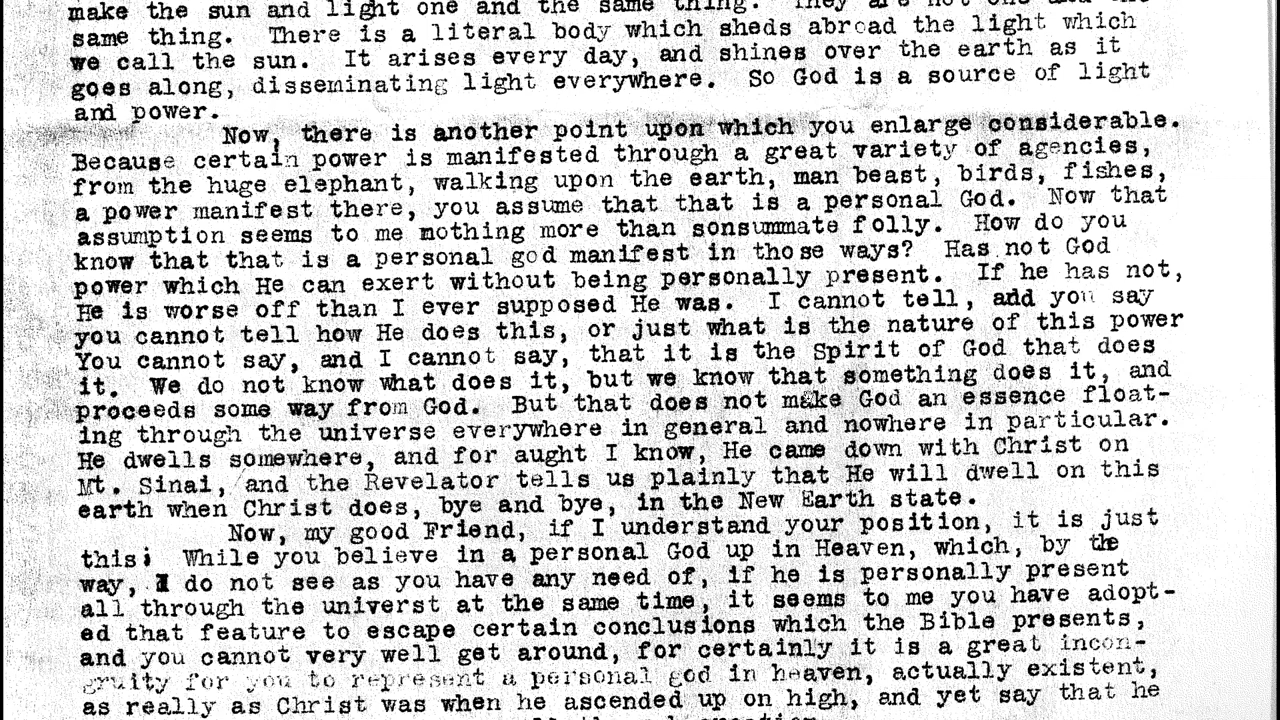 make the sun and light one and the same thing. They are not one and the
same thing. There is a literal body which sheds abroad the light which
we call the sun. It arises every day, and shines over the earth as it
goes along, disseminating light everywhere. So God is a source of light
and power.
Now, there is another point upon which you enlarge considerable.
Because certain power is manifested through a great variety of agencies,
from the huge elephant, walking upon the earth, man beast, birds, fishes,
a power manifest there, you assume that that is a personal God. Now that
assumption seems to me nothing more than sonsummate folly. How do you
know that that is a personal god manifest in those ways? Has not God
power which He can exert without being personally present. If he has not,
He is worse off than I ever supposed He was. I cannot tell, add you say
you cannot tell how He does this, or just what is the nature of this power
You cannot say, and I cannot say, that it is the Spirit of God that does
it. We do not know what does it, but we know that something does it, and
proceeds some way from God. But that does not make God an essence float-
ing through the universe everywhere in general and nowhere in particular.
He dwells somewhere, and for aught I know, He came down with Christ on
Mt. Sinai, and the Revelator tells us plainly that He will dwell on this
earth when Christ does, bye and bye, in the New Earth state.
Now, my good Friend, if I understand your position, it is just
this; While you believe in a personal God up in Heaven, which, by the
way, I do not see as you have any need of, if he is personally present
all through the universt at the same time, it seems to me you have adopt-
ed that feature to escape certain conclusions which the Bible presents,
and you cannot very well get around, for certainly it is a great incon-
gruity for you to represent a personal god in heaven, actually existent,
as really as Christ was when he ascended up on high, and yet say that he